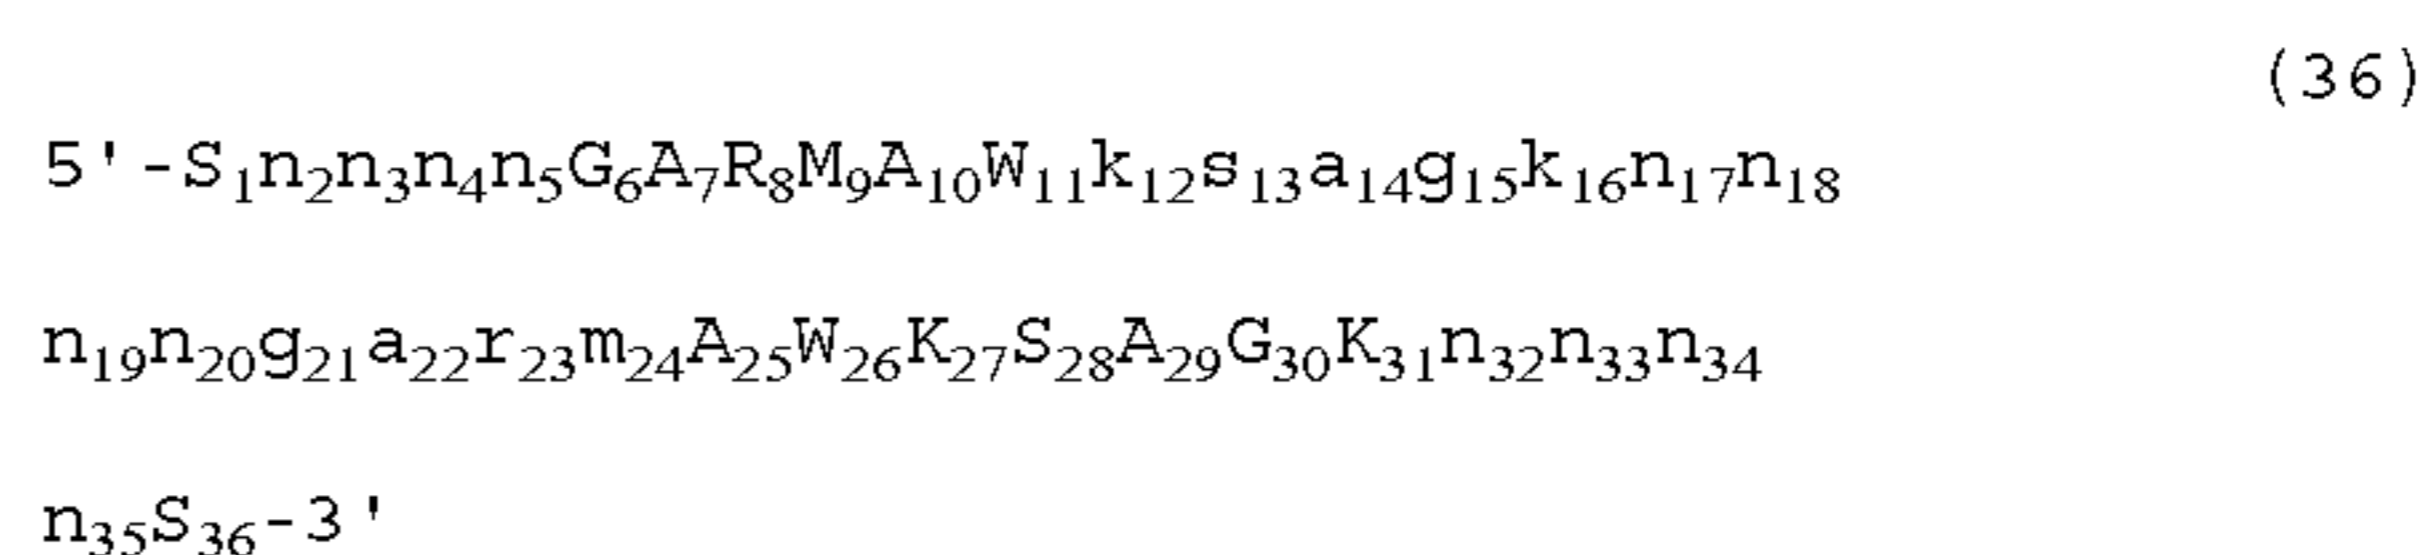 (36)
5'-S₁n₂n₃n₄n₅G₆A₇R₈M₉A₁₀W₁₁k₁₂s₁₃a₁₄g₁₅k₁₆n₁₇n₁₈
n₁₉n₂₀g₂₁a₂₂r₂₃m₂₄A₂₅W₂₆K₂₇S₂₈A₂₉G₃₀K₃₁n₃₂n₃₃n₃₄
n₃₅S₃₆-3'